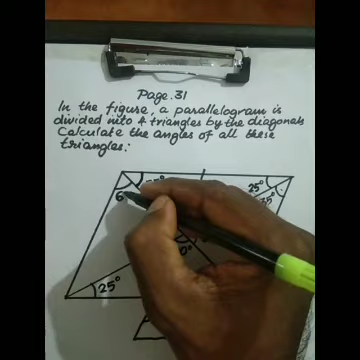 Page.31
In the figure, a parallelogram is
divided into 4 triangles by the diagonals
Calculate the angles of all these
triangles.:
25°
35°
25°